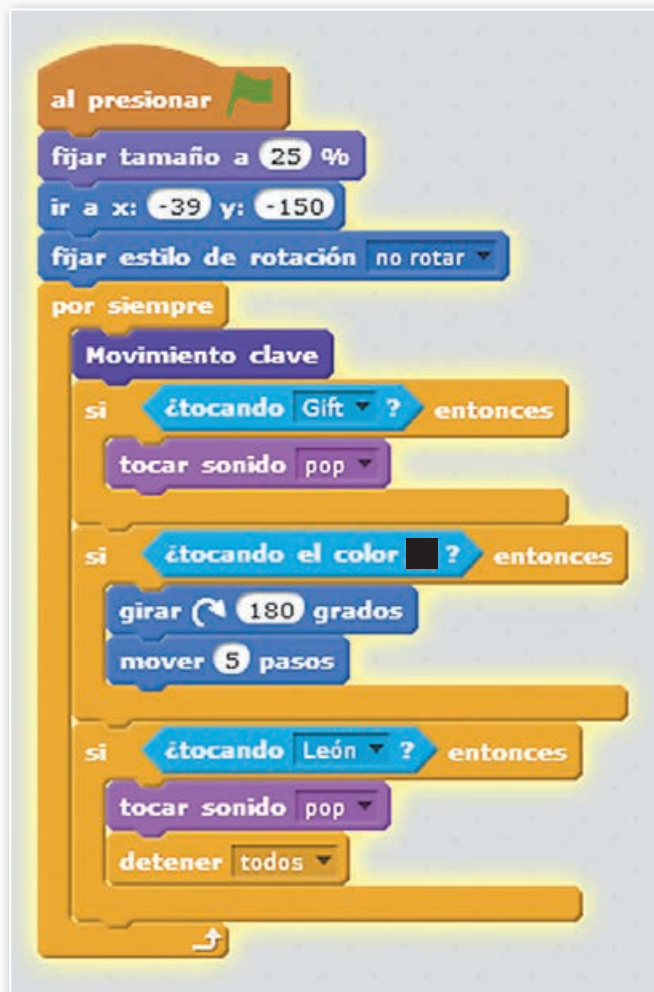 al presionar
fijar tamaño a 25 %
ir a x: -39 y: -150
fijar estilo de rotación no rotar
por siempre
Movimiento clave
si ¿tocando Gift ? entonces
tocar sonido pop
si ¿tocando el color ? entonces
girar 180 grados
mover 5 pasos
si ¿tocando León ? entonces
tocar sonido pop
detener todos